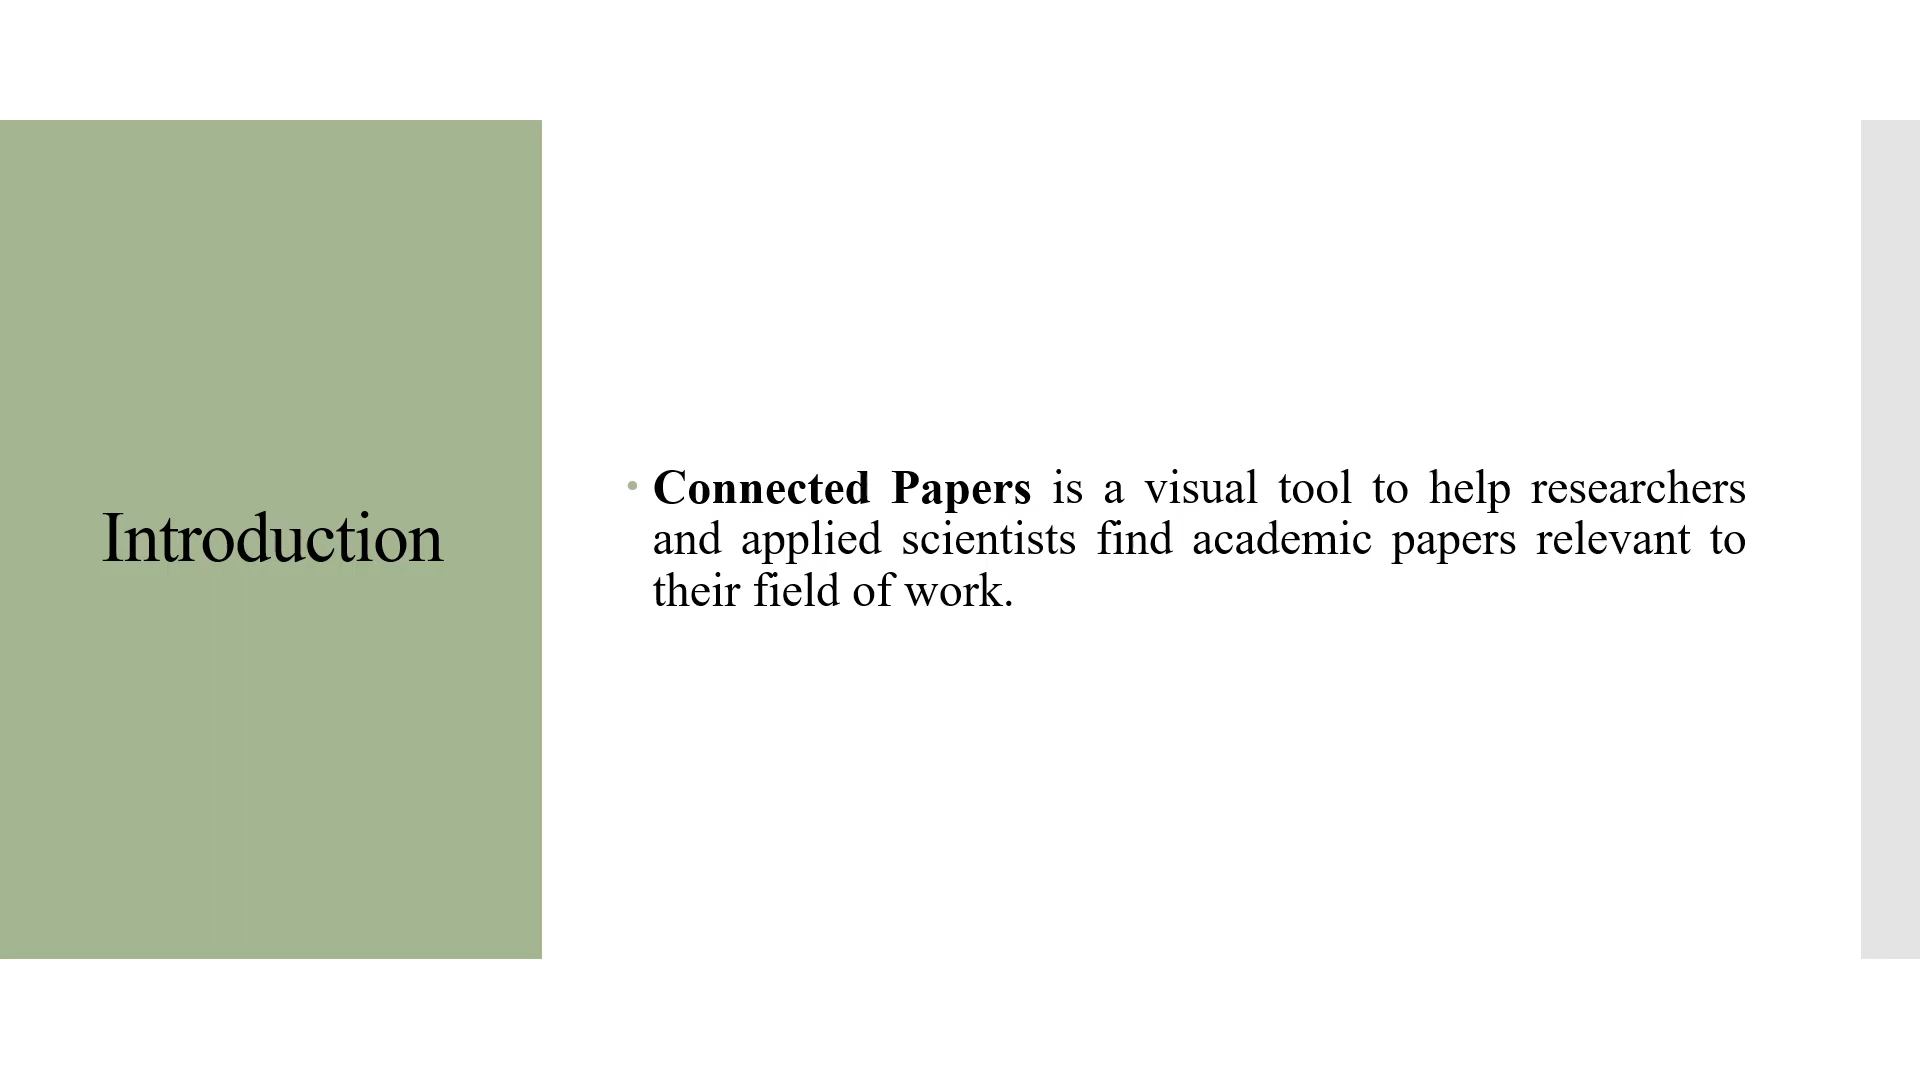 Introduction
• Connected Papers is a visual tool to help researchers
and applied scientists find academic papers relevant to
their field of work.